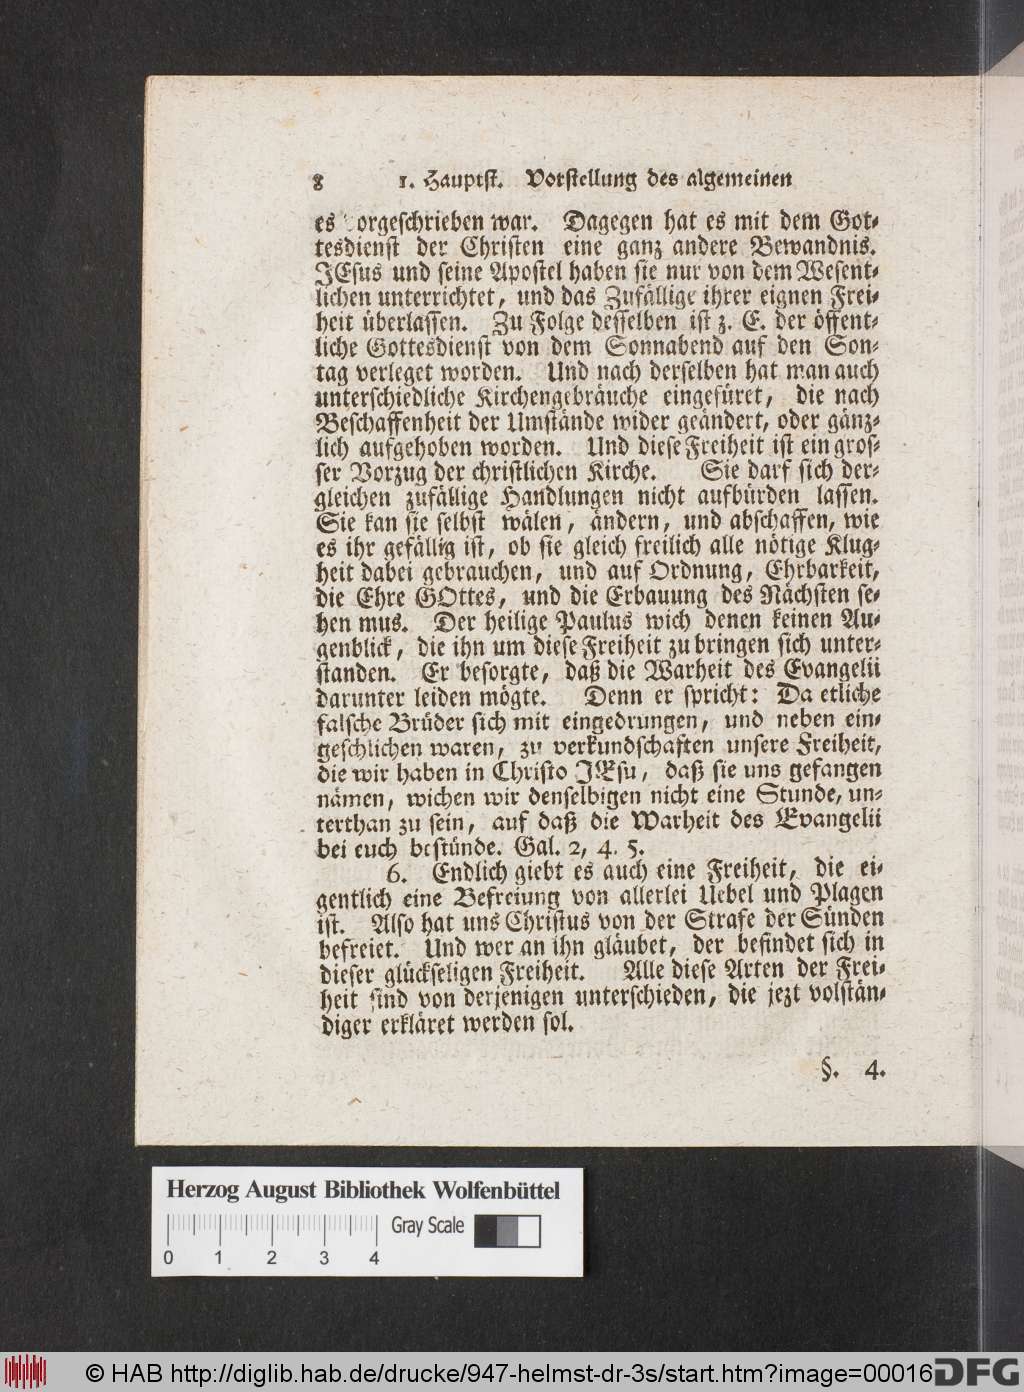 8 1. Hauptst. Vorstellung des algemeinen
es vorgeschrieben war. Dagegen hat es mit dem Got-
tesdienst der Christen eine ganz andere Bewandnis.
JEsus und seine Apostel haben sie nur von dem Wesent-
lichen unterrichtet, und das Zufällige ihrer eignen Frei-
heit überlassen. Zu Folge desselben ist z. E. der öffent-
liche Gottesdienst von dem Sonnabend auf den Son-
tag verleget worden. Und nach derselben hat man auch
unterschiedliche Kirchengebräuche eingefüret, die nach
Beschaffenheit der Umstände wider geändert, oder gänz-
lich aufgehoben worden. Und diese Freiheit ist ein gros-
ser Vorzug der christlichen Kirche. Sie darf sich der-
gleichen zufällige Handlungen nicht aufbürden lassen.
Sie kan sie selbst wälen, ändern, und abschaffen, wie
es ihr gefällig ist, ob sie gleich freilich alle nötige Klug-
heit dabei gebrauchen, und auf Ordnung, Ehrbarkeit,
die Ehre GOttes, und die Erbauung des Nächsten se-
hen mus. Der heilige Paulus wich denen keinen Au-
genblick, die ihn um diese Freiheit zu bringen sich unter-
standen. Er besorgte, daß die Warheit des Evangelii
darunter leiden mögte. Denn er spricht: Da etliche
falsche Brüder sich mit eingedrungen, und neben ein-
geschlichen waren, zu verkundschaften unsere Freiheit,
die wir haben in Christo JEsu, daß sie uns gefangen
nämen, wichen wir denselbigen nicht eine Stunde, un-
terthan zu sein, auf daß die Warheit des Evangelii
bei euch bestünde. Gal. 2, 4. 5.
6. Endlich giebt es auch eine Freiheit, die ei-
gentlich eine Befreiung von allerlei Uebel und Plagen
ist. Also hat uns Christus von der Strafe der Sünden
befreiet. Und wer an ihn gläubet, der befindet sich in
dieser glückseligen Freiheit. Alle diese Arten der Frei-
heit sind von derjenigen unterschieden, die jezt volstän-
diger erkläret werden sol.
§. 4.
Herzog August Bibliothek Wolfenbüttel
Gray Scale
0 1 2 3 4
© HAB http://diglib.hab.de/drucke/947-helmst-dr-3s/start.htm?image=00016
DFG